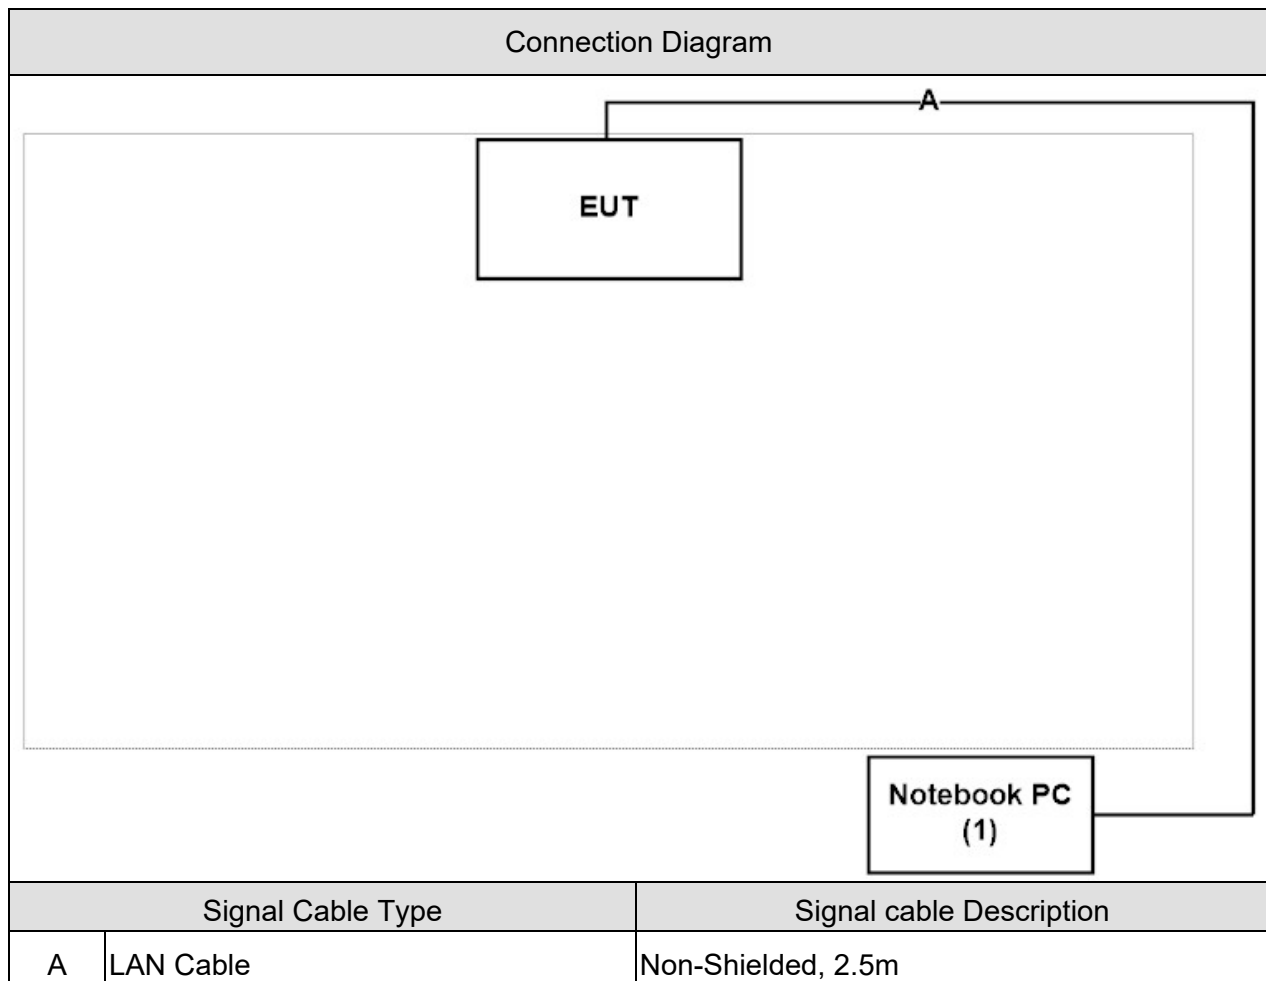 Connection Diagram
A
EUT
Notebook PC
(1)
Signal Cable Type Signal cable Description
A LAN Cable Non-Shielded, 2.5m